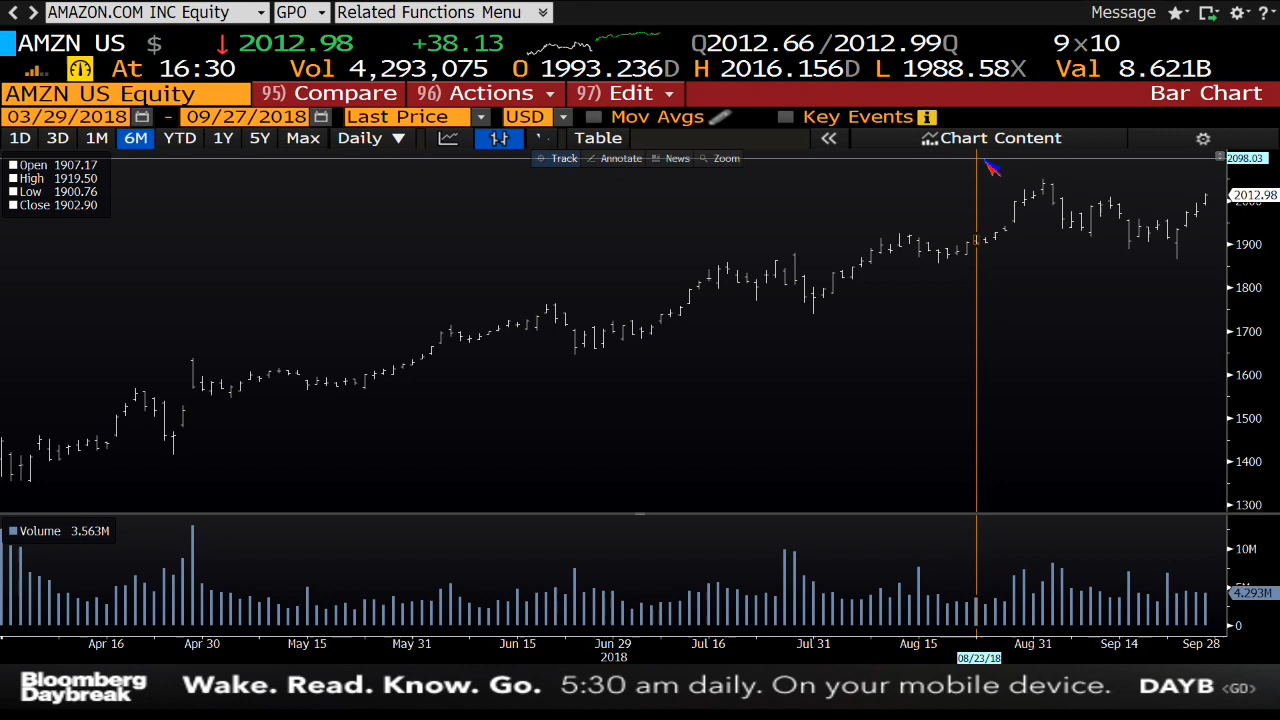 AMAZON.COM INC Equity GPO Related Functions Menu Message ?
AMZN US $ ↓ 2012.98 +38.13 Q2012.66/2012.99Q 9x10
At 16:30 Vol 4,293,075 O 1993.236D H 2016.156D L 1988.58X Val 8.621B
AMZN US Equity 95) Compare 96) Actions 97) Edit Bar Chart
03/29/2018 - 09/27/2018 Last Price USD Mov Avgs Key Events
1D 3D 1M 6M YTD 1Y 5Y Max Daily Table Chart Content
Track Annotate News Zoom
2098.03
Open 1907.17
High 1919.50
Low 1900.76
Close 1902.90
2012.98
2000
1900
1800
1700
1600
1500
1400
1300
Volume 3.563M
10M
5M
4.293M
0
Apr 16 Apr 30 May 15 May 31 Jun 15 Jun 29 Jul 16 Jul 31 Aug 15 Aug 31 Sep 14 Sep 28
2018 08/23/18
Bloomberg
Daybreak
Wake. Read. Know. Go. 5:30 am daily. On your mobile device. DAYB <GO>